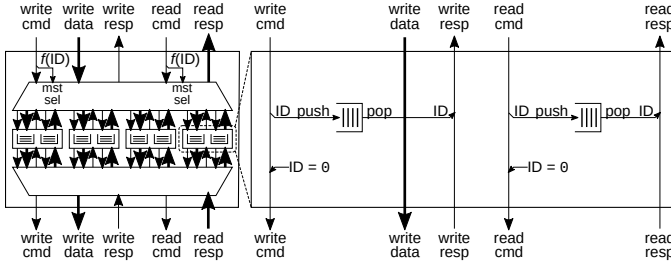 write cmd write data write resp read cmd read resp write cmd write data write resp read cmd read resp
f(ID) f(ID)
mst sel mst sel
ID push pop ID ID push pop ID
ID = 0 ID = 0
write cmd write data write resp read cmd read resp write cmd write data write resp read cmd read resp